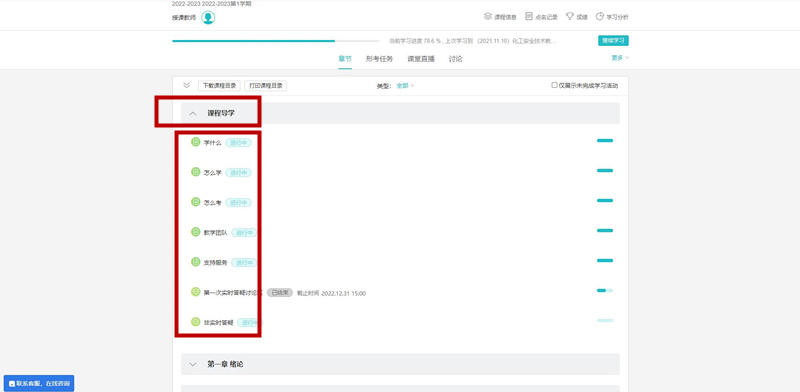 2022-2023 2022-2023第1学期
授课教师
课程信息 点名记录 成绩 学习分析
当前学习进度 78.6 %，上次学习到 （2021.11.10）化工安全技术教...
继续学习
章节 形考任务 课堂直播 讨论
更多
下载课程目录 打印课程目录 类型： 全部 仅显示未完成学习活动
课程导学
学什么 进行中
怎么学 进行中
怎么考 进行中
教学团队 进行中
支持服务 进行中
第一次实时答疑讨论 已结束 截止时间 2022.12.31 15:00
非实时答疑 进行中
第一章 绪论
联系客服，在线咨询